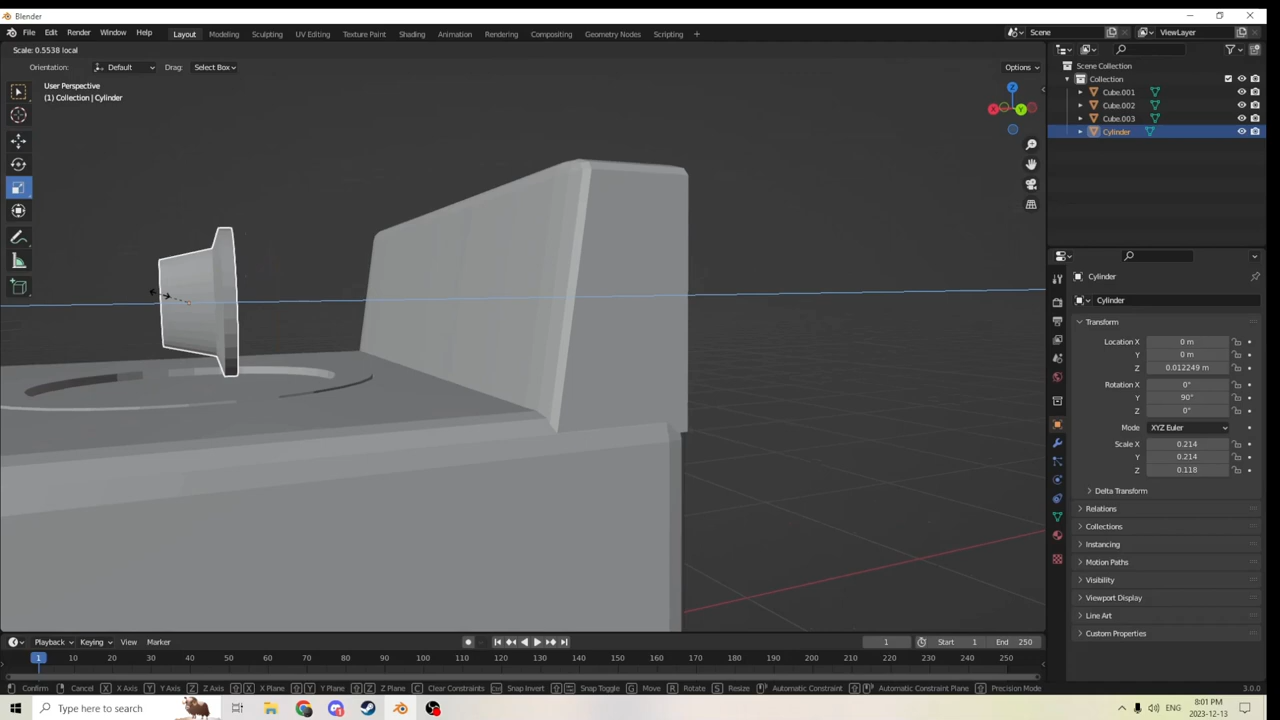 Blender
File Edit Render Window Help Layout Modeling Sculpting UV Editing Texture Paint Shading Animation Rendering Compositing Geometry Nodes Scripting + Scene ViewLayer
Scale: 0.5538 local
Orientation: Default Drag: Select Box Options
User Perspective
(1) Collection | Cylinder
X Y Z
Scene Collection
Collection
Cube.001
Cube.002
Cube.003
Cylinder
Cylinder
Cylinder
Transform
Location X 0 m
Y 0 m
Z 0.012249 m
Rotation X 0°
Y 90°
Z 0°
Mode XYZ Euler
Scale X 0.214
Y 0.214
Z 0.118
Delta Transform
Relations
Collections
Instancing
Motion Paths
Visibility
Viewport Display
Line Art
Custom Properties
Playback Keying View Marker 1 Start 1 End 250
1 10 20 30 40 50 60 70 80 90 100 110 120 130 140 150 160 170 180 190 200 210 220 230 240 250
Confirm Cancel X X Axis Y Y Axis Z Z Axis X X Plane Y Y Plane Z Z Plane C Clear Constraints Ctrl Snap Invert Snap Toggle G Move R Rotate S Resize Automatic Constraint Automatic Constraint Plane Precision Mode 3.0.0
Type here to search ENG 8:01 PM
2023-12-13